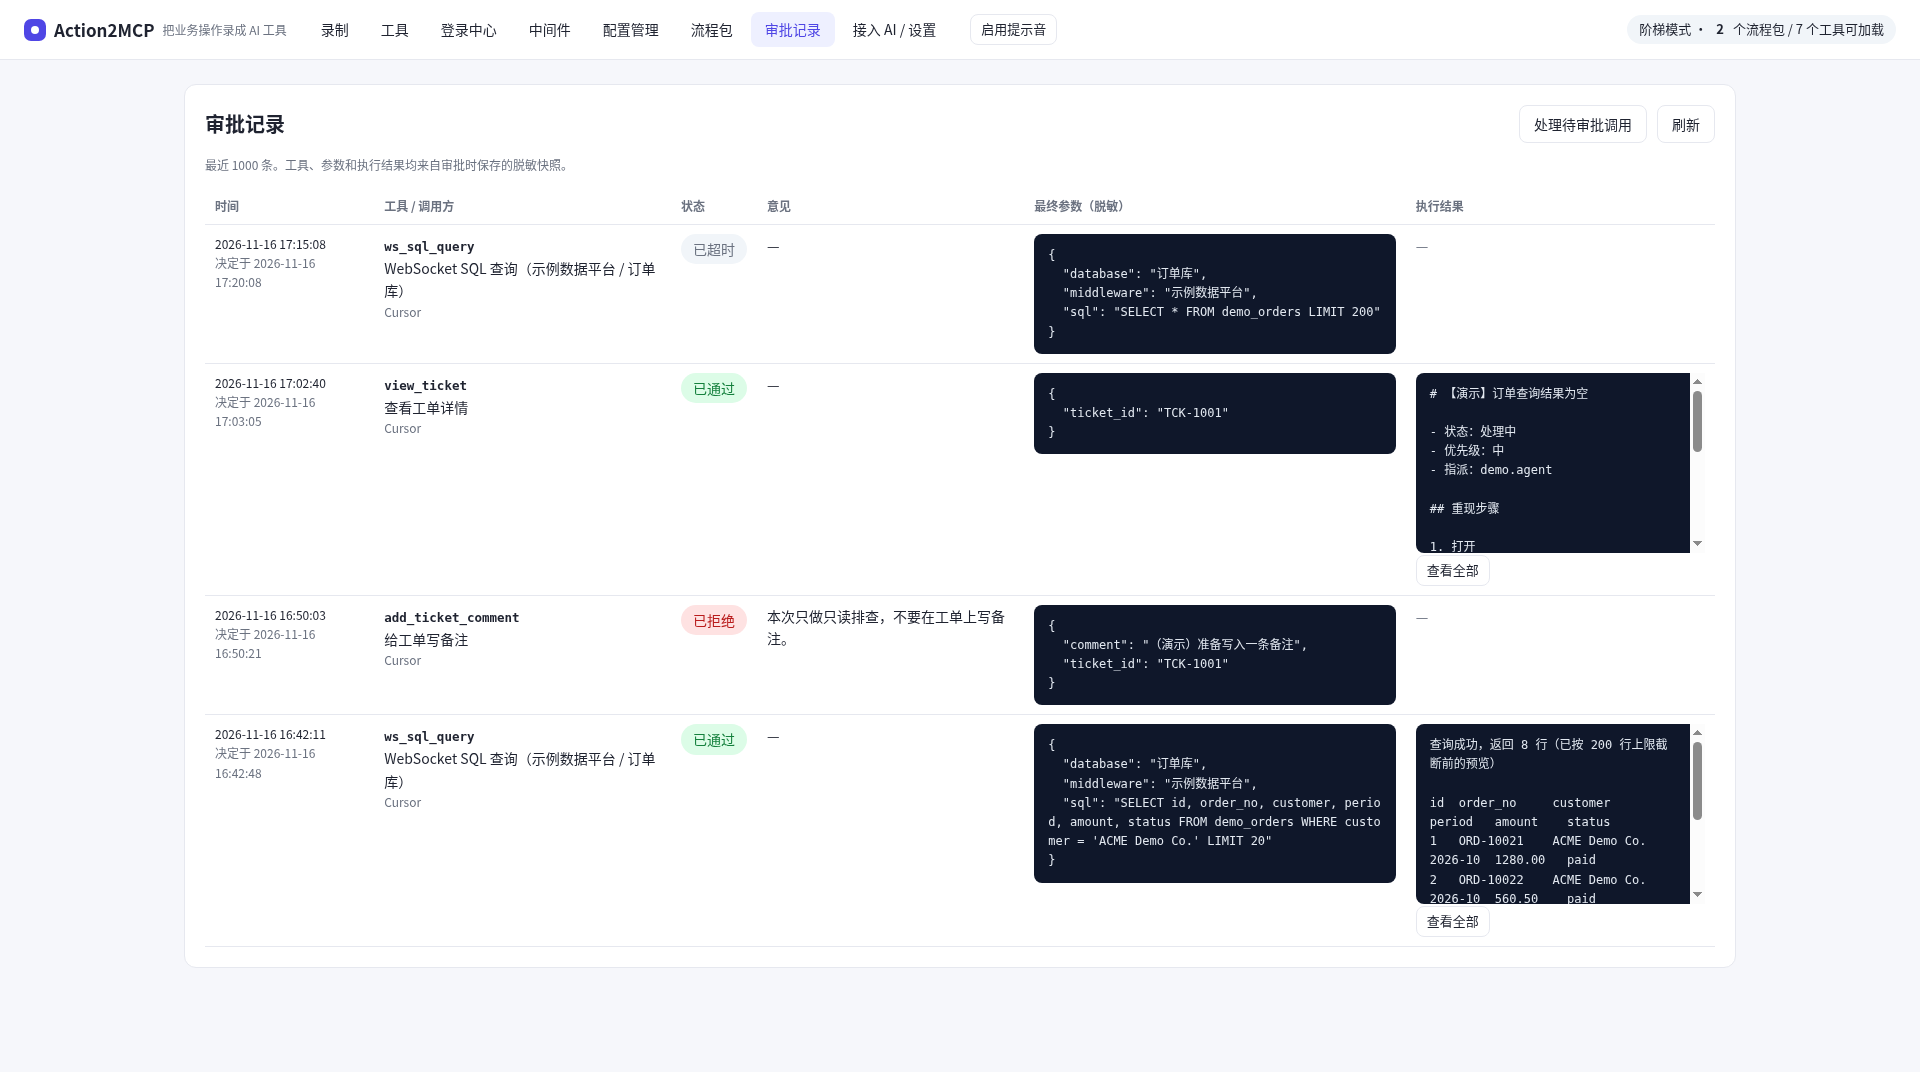 Action2MCP 把业务操作录成 AI 工具 录制 工具 登录中心 中间件 配置管理 流程包 审批记录 接入 AI / 设置 启用提示音 阶梯模式 · 2 个流程包 / 7 个工具可加载
审批记录 处理待审批调用 刷新
最近 1000 条。工具、参数和执行结果均来自审批时保存的脱敏快照。
时间 工具 / 调用方 状态 意见 最终参数（脱敏） 执行结果
2026-11-16 17:15:08
决定于 2026-11-16
17:20:08
ws_sql_query
WebSocket SQL 查询（示例数据平台 / 订单
库）
Cursor
已超时
—
{
"database": "订单库",
"middleware": "示例数据平台",
"sql": "SELECT * FROM demo_orders LIMIT 200"
}
—
2026-11-16 17:02:40
决定于 2026-11-16
17:03:05
view_ticket
查看工单详情
Cursor
已通过
—
{
"ticket_id": "TCK-1001"
}
# 【演示】订单查询结果为空
- 状态：处理中
- 优先级：中
- 指派：demo.agent
## 重现步骤
1. 打开
查看全部
2026-11-16 16:50:03
决定于 2026-11-16
16:50:21
add_ticket_comment
给工单写备注
Cursor
已拒绝
本次只做只读排查，不要在工单上写备
注。
{
"comment": "（演示）准备写入一条备注",
"ticket_id": "TCK-1001"
}
—
2026-11-16 16:42:11
决定于 2026-11-16
16:42:48
ws_sql_query
WebSocket SQL 查询（示例数据平台 / 订单
库）
Cursor
已通过
—
{
"database": "订单库",
"middleware": "示例数据平台",
"sql": "SELECT id, order_no, customer, perio
d, amount, status FROM demo_orders WHERE custo
mer = 'ACME Demo Co.' LIMIT 20"
}
查询成功，返回 8 行（已按 200 行上限截
断前的预览）
id order_no customer
period amount status
1 ORD-10021 ACME Demo Co.
2026-10 1280.00 paid
2 ORD-10022 ACME Demo Co.
2026-10 560.50 paid
查看全部